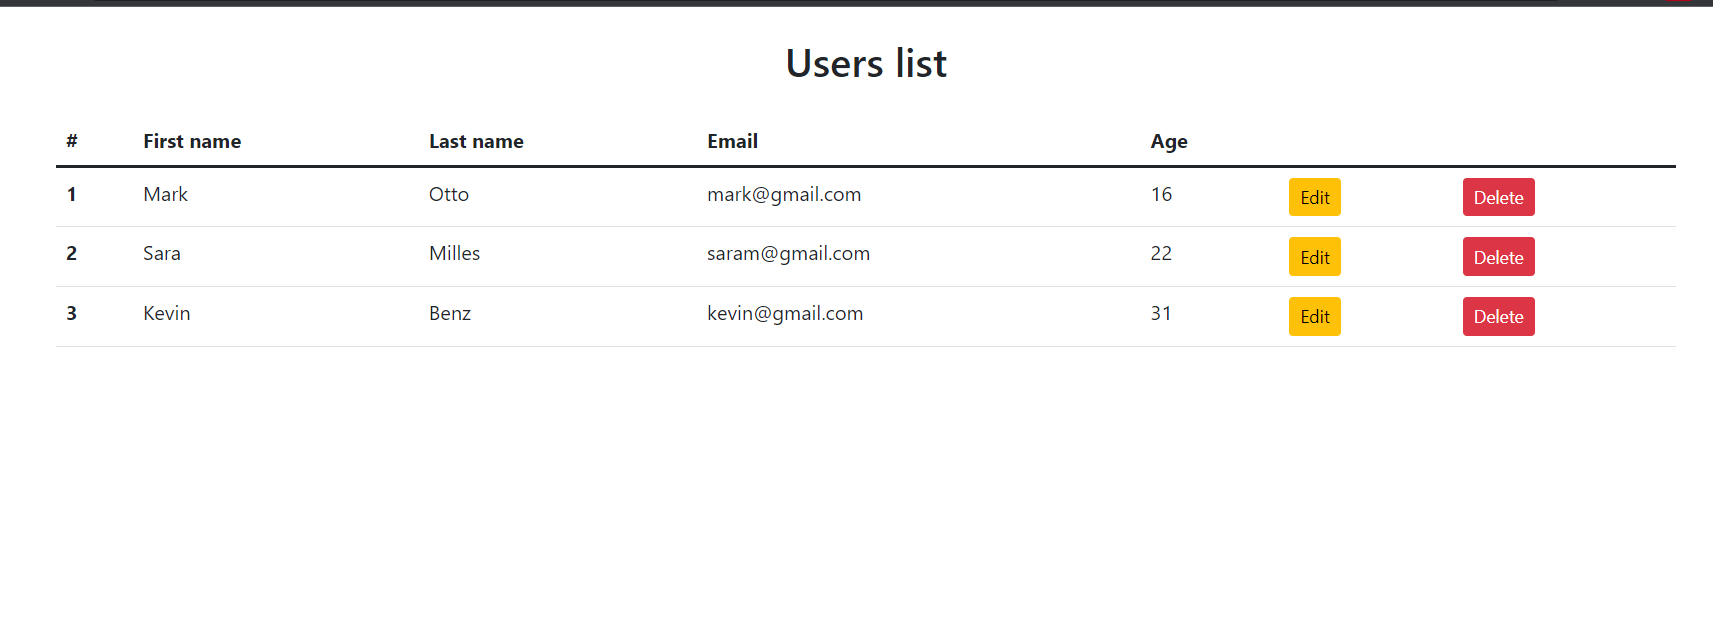 Users list
# First name Last name Email Age
1 Mark Otto mark@gmail.com 16 Edit Delete
2 Sara Milles saram@gmail.com 22 Edit Delete
3 Kevin Benz kevin@gmail.com 31 Edit Delete